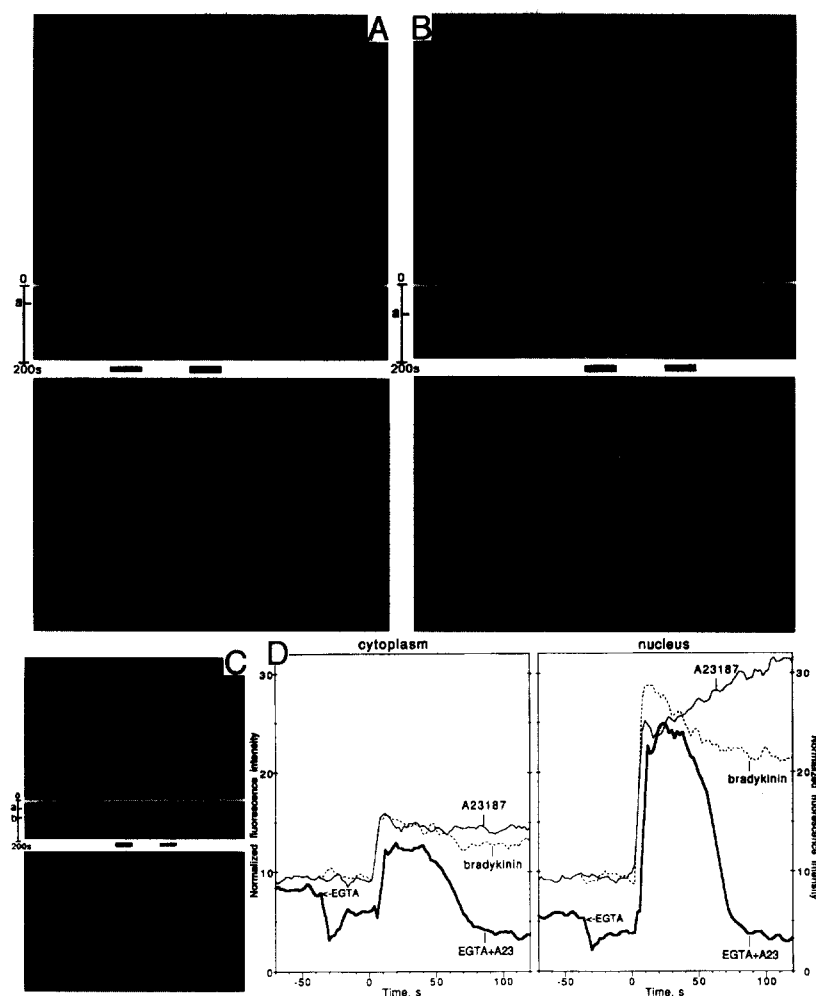 A
B
0
a
200s
0
a
200s
C
0
a
b
200s
D
cytoplasm
nucleus
Normalized fluorescence intensity
30
20
10
0
A23187
bradykinin
EGTA
EGTA+A23
-50
0
50
100
Time, s
A23187
bradykinin
EGTA
EGTA+A23
-50
0
50
100
Time, s
30
20
10
0
Normalized fluorescence intensity